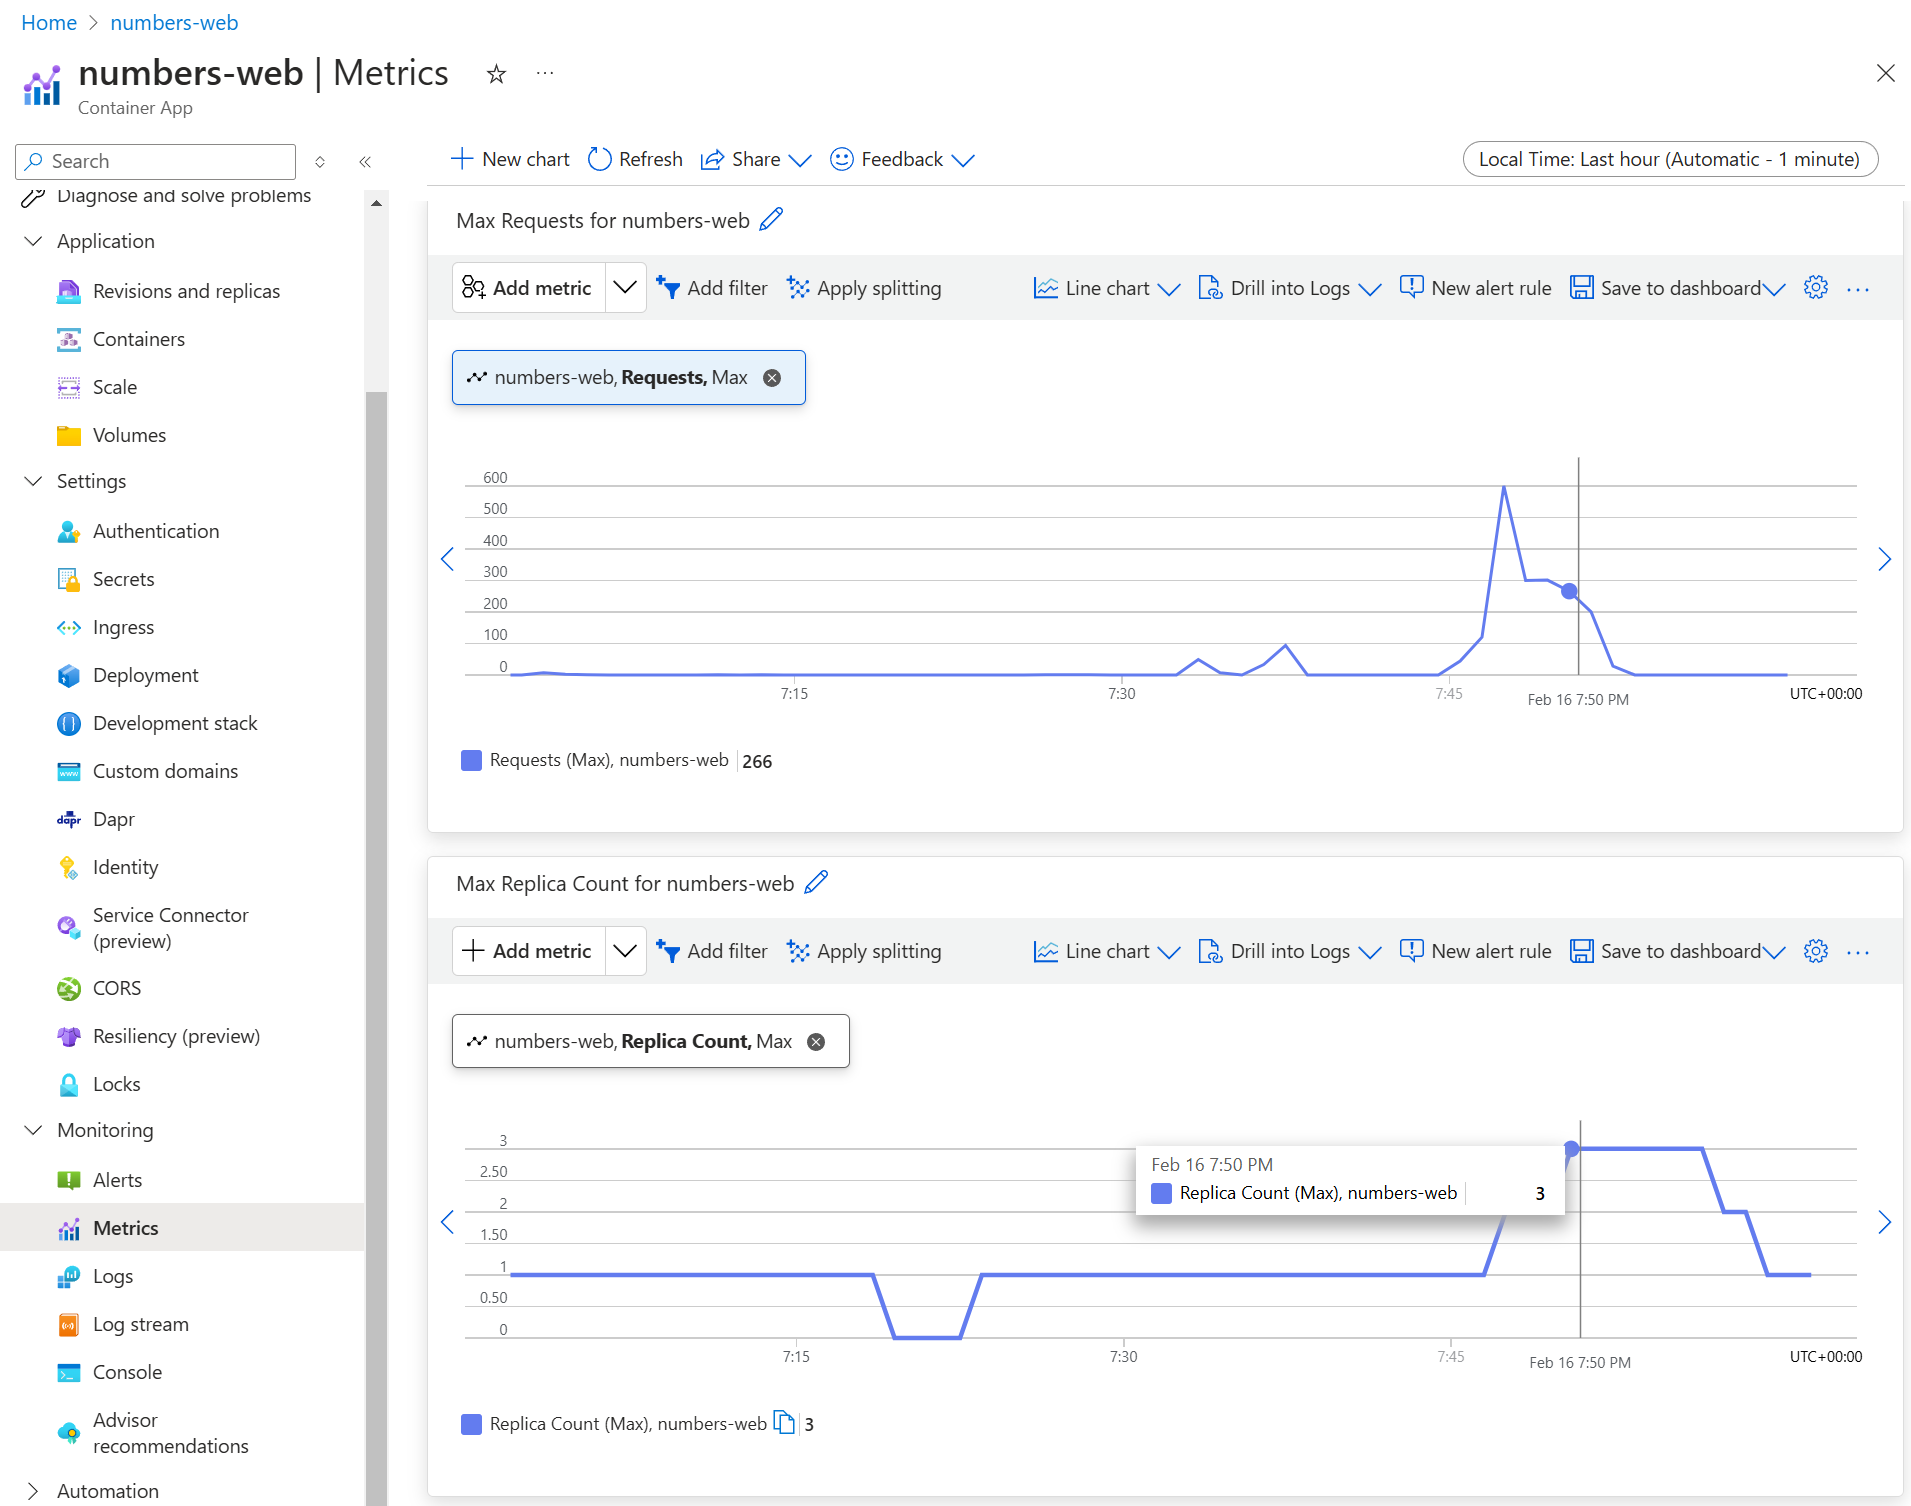 Home > numbers-web
numbers-web | Metrics
Container App
Search
Diagnose and solve problems
Application
Revisions and replicas
Containers
Scale
Volumes
Settings
Authentication
Secrets
Ingress
Deployment
Development stack
Custom domains
Dapr
Identity
Service Connector
(preview)
CORS
Resiliency (preview)
Locks
Monitoring
Alerts
Metrics
Logs
Log stream
Console
Advisor
recommendations
Automation
New chart Refresh Share Feedback Local Time: Last hour (Automatic - 1 minute)
Max Requests for numbers-web
Add metric Add filter Apply splitting Line chart Drill into Logs New alert rule Save to dashboard ...
numbers-web, Requests, Max
600
500
400
300
200
100
0
7:15 7:30 7:45 Feb 16 7:50 PM UTC+00:00
Requests (Max), numbers-web 266
Max Replica Count for numbers-web
Add metric Add filter Apply splitting Line chart Drill into Logs New alert rule Save to dashboard ...
numbers-web, Replica Count, Max
3
2.50
2
1.50
1
0.50
0
Feb 16 7:50 PM
Replica Count (Max), numbers-web 3
7:15 7:30 7:45 Feb 16 7:50 PM UTC+00:00
Replica Count (Max), numbers-web 3